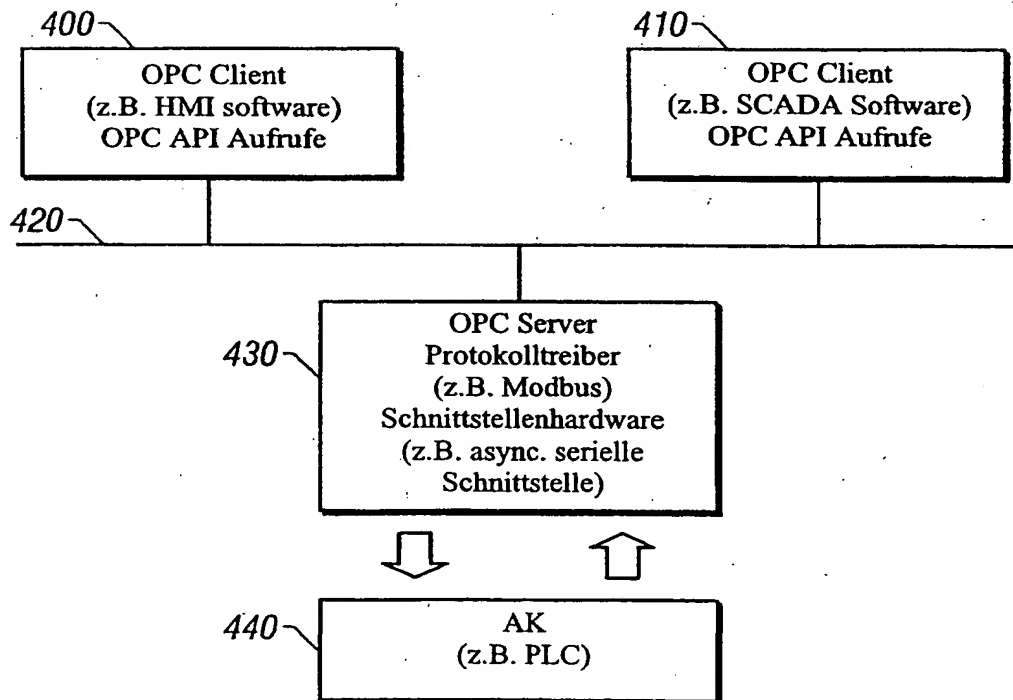 400
OPC Client
(z.B. HMI software)
OPC API Aufrufe
410
OPC Client
(z.B. SCADA Software)
OPC API Aufrufe
420
430
OPC Server
Protokolltreiber
(z.B. Modbus)
Schnittstellenhardware
(z.B. async. serielle
Schnittstelle)
440
AK
(z.B. PLC)